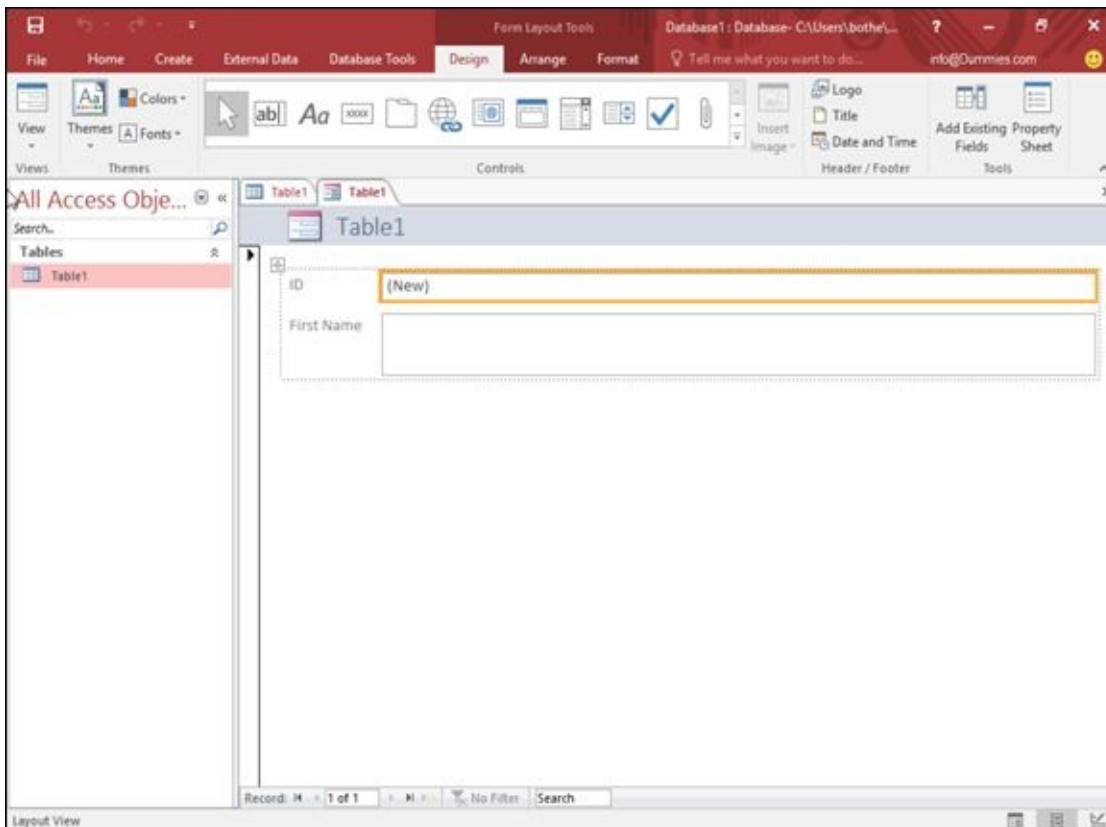 Form Layout Tools
Database1 : Database- C:\Users\bothe\...
?
File Home Create External Data Database Tools Design Arrange Format Tell me what you want to do... info@Dummies.com
View
Themes
Aa
Colors
A Fonts
ab| Aa xxxx
Insert Image
Logo
Title
Date and Time
Add Existing Fields
Property Sheet
Views Themes Controls Header / Footer Tools
All Access Obje... «
Search..
Tables
Table1
Table1 Table1
Table1
ID (New)
First Name
Record: 1 of 1 No Filter Search
Layout View